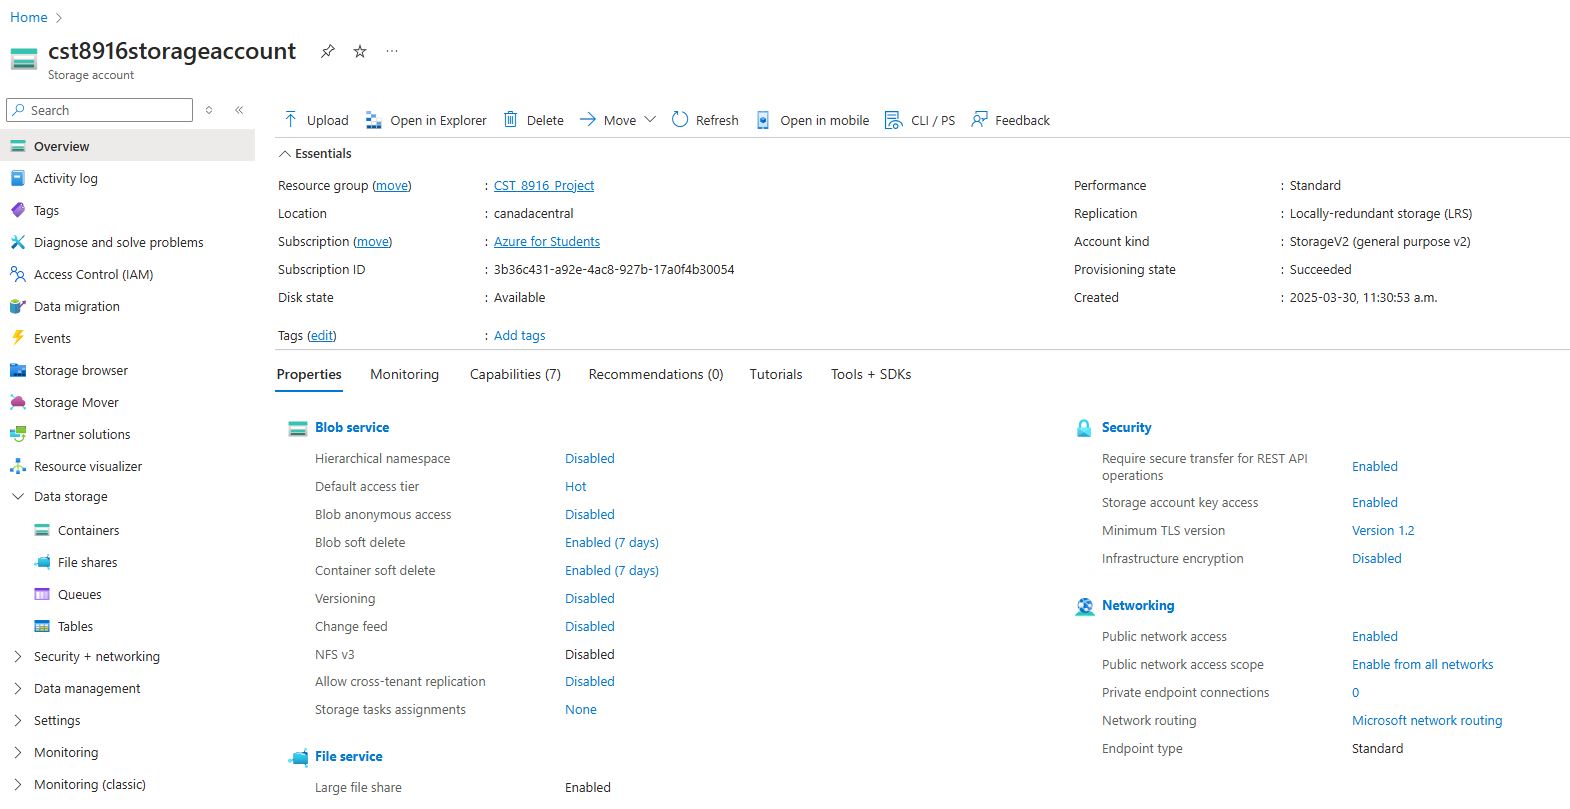 Home
cst8916storageaccount
Storage account
Search
Overview
Activity log
Tags
Diagnose and solve problems
Access Control (IAM)
Data migration
Events
Storage browser
Storage Mover
Partner solutions
Resource visualizer
Data storage
Containers
File shares
Queues
Tables
Security + networking
Data management
Settings
Monitoring
Monitoring (classic)
Upload Open in Explorer Delete Move Refresh Open in mobile CLI / PS Feedback
Essentials
Resource group (move) : CST_8916_Project
Location : canadacentral
Subscription (move) : Azure for Students
Subscription ID : 3b36c431-a92e-4ac8-927b-17a0f4b30054
Disk state : Available
Tags (edit) : Add tags
Performance : Standard
Replication : Locally-redundant storage (LRS)
Account kind : StorageV2 (general purpose v2)
Provisioning state : Succeeded
Created : 2025-03-30, 11:30:53 a.m.
Properties Monitoring Capabilities (7) Recommendations (0) Tutorials Tools + SDKs
Blob service
Hierarchical namespace Disabled
Default access tier Hot
Blob anonymous access Disabled
Blob soft delete Enabled (7 days)
Container soft delete Enabled (7 days)
Versioning Disabled
Change feed Disabled
NFS v3 Disabled
Allow cross-tenant replication Disabled
Storage tasks assignments None
File service
Large file share Enabled
Security
Require secure transfer for REST API
operations Enabled
Storage account key access Enabled
Minimum TLS version Version 1.2
Infrastructure encryption Disabled
Networking
Public network access Enabled
Public network access scope Enable from all networks
Private endpoint connections 0
Network routing Microsoft network routing
Endpoint type Standard